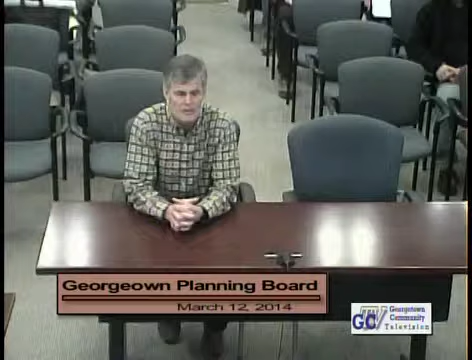 Georgeown Planning Board
March 12, 2014
GCTV Georgetown
Community
Television